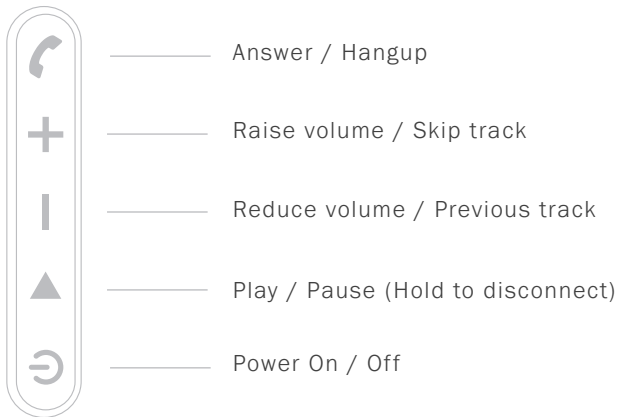 Answer / Hangup
Raise volume / Skip track
Reduce volume / Previous track
Play / Pause (Hold to disconnect)
Power On / Off